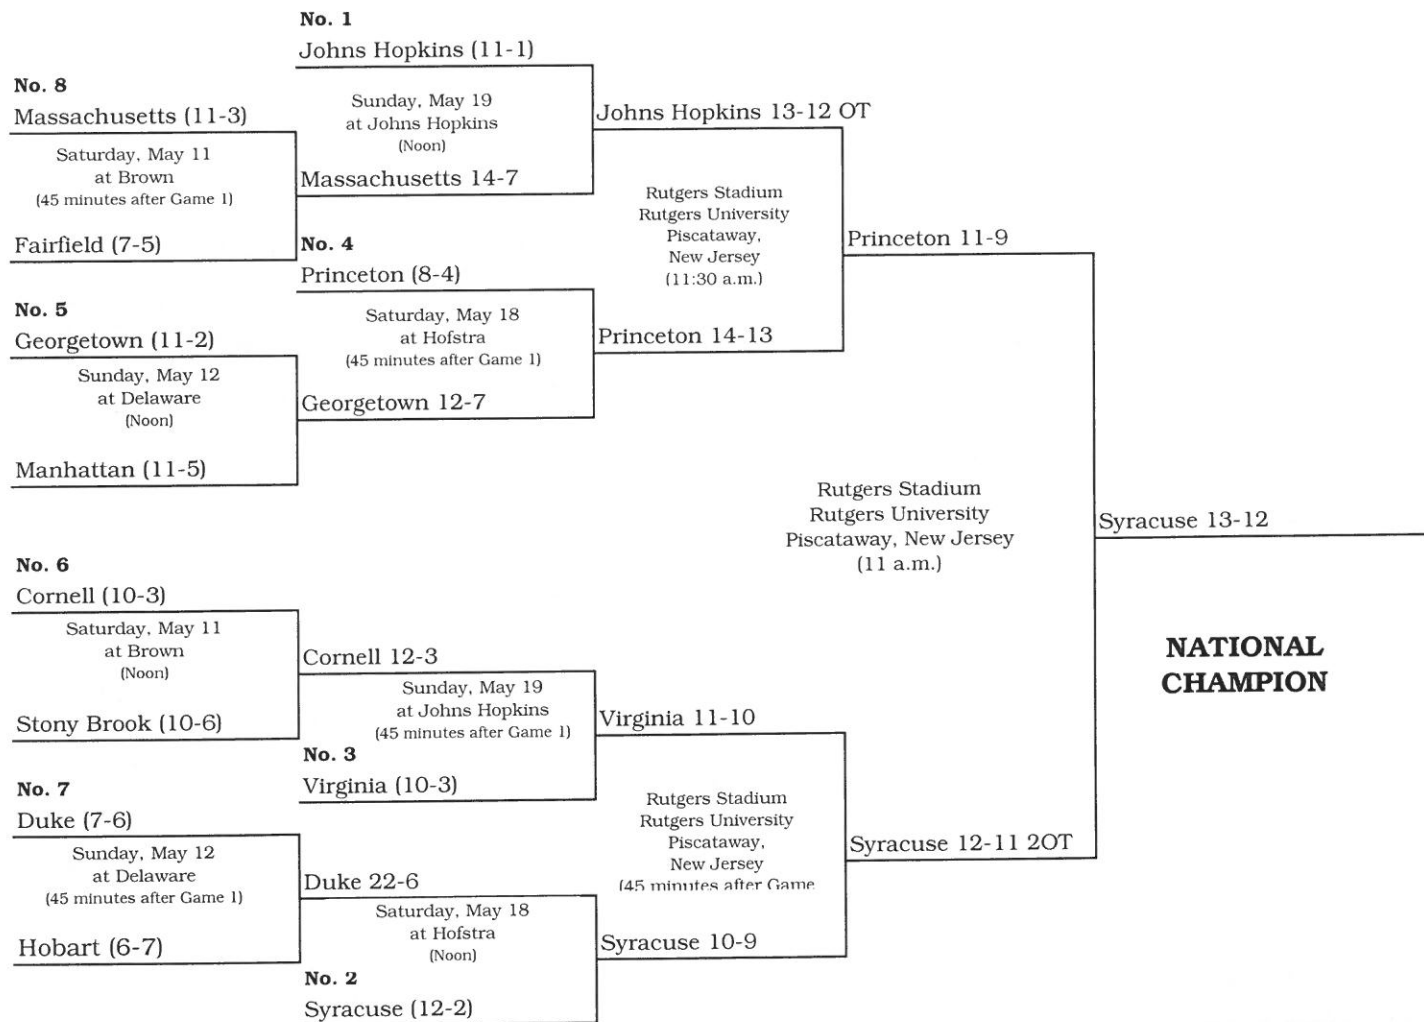 No. 1
Johns Hopkins (11-1)
No. 8
Massachusetts (11-3)
Sunday, May 19
at Johns Hopkins
(Noon)
Johns Hopkins 13-12 OT
Saturday, May 11
at Brown
(45 minutes after Game 1)
Massachusetts 14-7
Fairfield (7-5)
No. 4
Princeton (8-4)
Rutgers Stadium
Rutgers University
Piscataway,
New Jersey
(11:30 a.m.)
Princeton 11-9
No. 5
Georgetown (11-2)
Saturday, May 18
at Hofstra
(45 minutes after Game 1)
Princeton 14-13
Sunday, May 12
at Delaware
(Noon)
Georgetown 12-7
Manhattan (11-5)
Rutgers Stadium
Rutgers University
Piscataway, New Jersey
(11 a.m.)
Syracuse 13-12
NATIONAL
CHAMPION
No. 6
Cornell (10-3)
Saturday, May 11
at Brown
(Noon)
Cornell 12-3
Stony Brook (10-6)
Sunday, May 19
at Johns Hopkins
(45 minutes after Game 1)
Virginia 11-10
No. 3
Virginia (10-3)
No. 7
Duke (7-6)
Rutgers Stadium
Rutgers University
Piscataway,
New Jersey
(45 minutes after Game
Syracuse 12-11 2OT
Sunday, May 12
at Delaware
(45 minutes after Game 1)
Duke 22-6
Hobart (6-7)
Saturday, May 18
at Hofstra
(Noon)
Syracuse 10-9
No. 2
Syracuse (12-2)